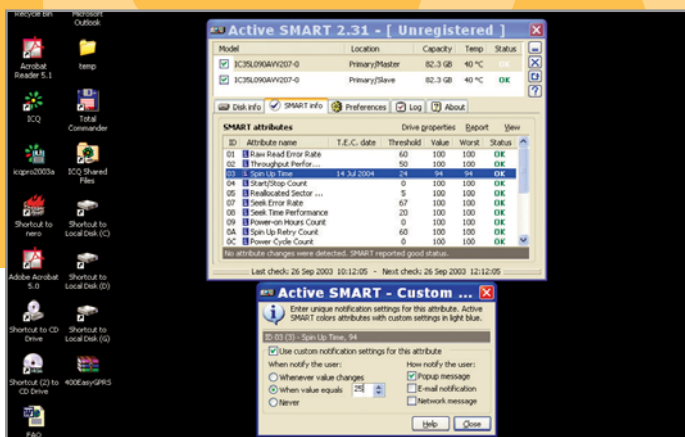 Recycle Bin
Microsoft
Outlook
Acrobat
Reader 5.1
temp
ICQ
Total
Commander
icqpro2003a
ICQ Shared
Files
Shortcut to
nero
Shortcut to
Local Disk (C)
Adobe Acrobat
5.0
Shortcut to
Local Disk (D)
Shortcut to CD
Drive
Shortcut to
Local Disk (G)
Shortcut (2) to
CD Drive
400EasyGPRS
FAQ
Active SMART 2.31 - [ Unregistered ]
Model Location Capacity Temp Status
IC35L090AVV207-0 Primary/Master 82.3 GB 40 °C OK
IC35L090AVV207-0 Primary/Slave 82.3 GB 40 °C OK
Disk info SMART info Preferences Log About
SMART attributes Drive properties Report View
ID Attribute name T.E.C. date Threshold Value Worst Status
01 Raw Read Error Rate 60 100 100 OK
02 Throughput Perfor... 50 100 100 OK
03 Spin Up Time 14 Jul 2004 24 94 94 OK
04 Start/Stop Count 0 100 100 OK
05 Reallocated Sector ... 5 100 100 OK
07 Seek Error Rate 67 100 100 OK
08 Seek Time Performance 20 100 100 OK
09 Power-on Hours Count 0 100 100 OK
0A Spin Up Retry Count 60 100 100 OK
0C Power Cycle Count 0 100 100 OK
No attribute changes were detected. SMART reported good status.
Last check: 26 Sep 2003 10:12:05 - Next check: 26 Sep 2003 12:12:05
Active SMART - Custom ...
Enter unique notification settings for this attribute. Active
SMART colors attributes with custom settings in light blue.
ID 03 (3) - Spin Up Time, 94
Use custom notification settings for this attribute
When notify the user: How notify the user:
Whenever value changes Popup message
When value equals 25 E-mail notification
Never Network message
Help Close